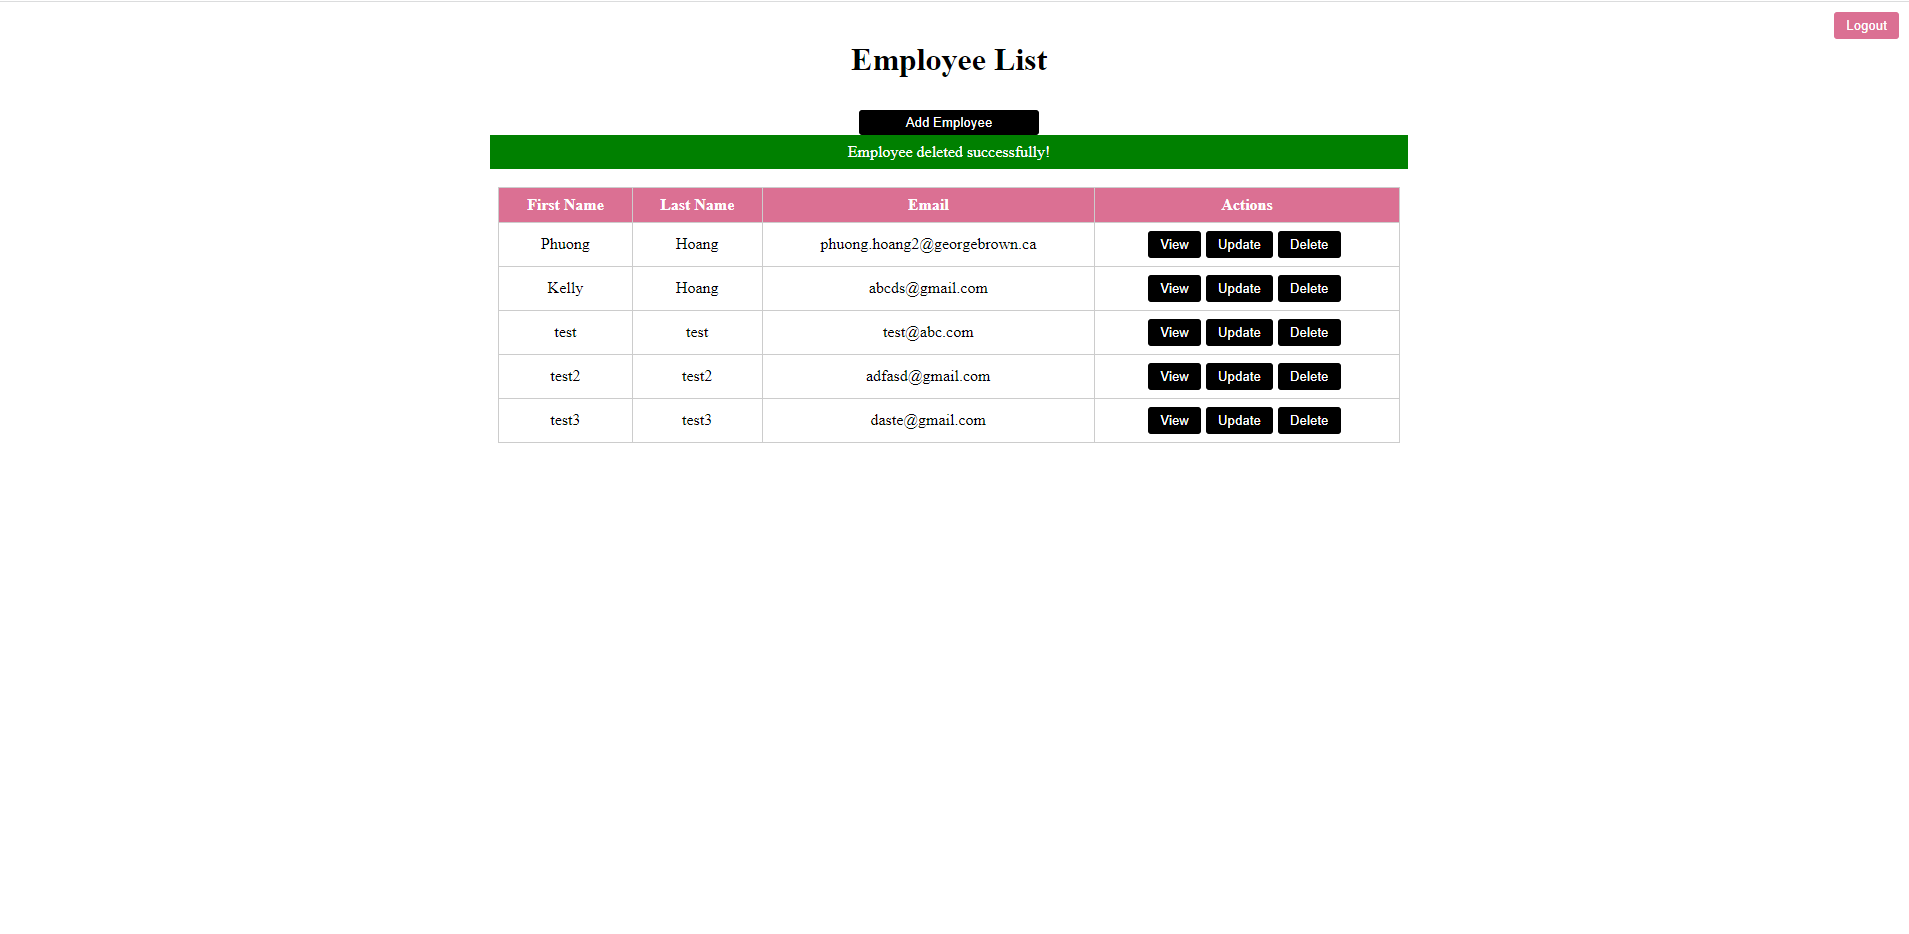 Logout
Employee List
Add Employee
Employee deleted successfully!
First Name Last Name Email Actions
Phuong Hoang phuong.hoang2@georgebrown.ca View Update Delete
Kelly Hoang abcds@gmail.com View Update Delete
test test test@abc.com View Update Delete
test2 test2 adfasd@gmail.com View Update Delete
test3 test3 daste@gmail.com View Update Delete